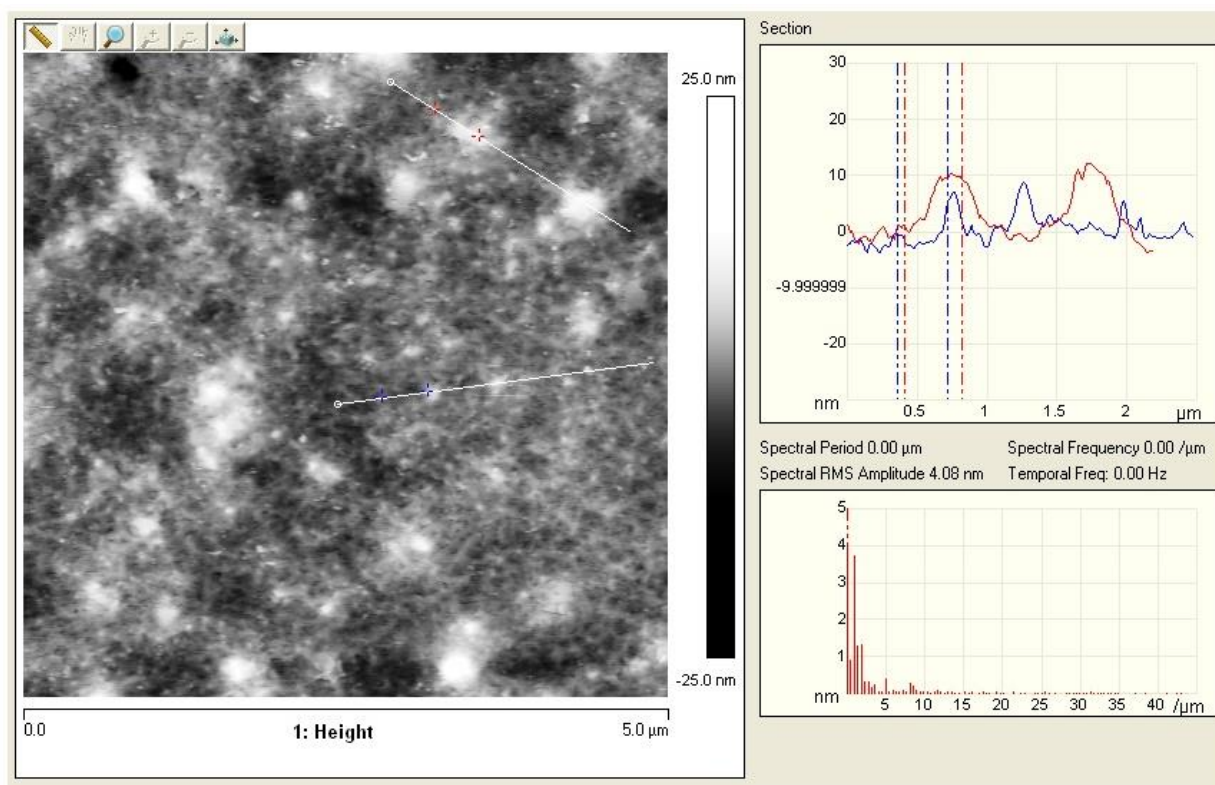 25.0 nm
-25.0 nm
0.0
1: Height
5.0 µm
Section
30
20
10
0
-9.999999
-20
nm
0.5
1
1.5
2
µm
Spectral Period 0.00 µm
Spectral Frequency 0.00 /µm
Spectral RMS Amplitude 4.08 nm
Temporal Freq: 0.00 Hz
5
4
3
2
1
nm
5
10
15
20
25
30
35
40
/µm